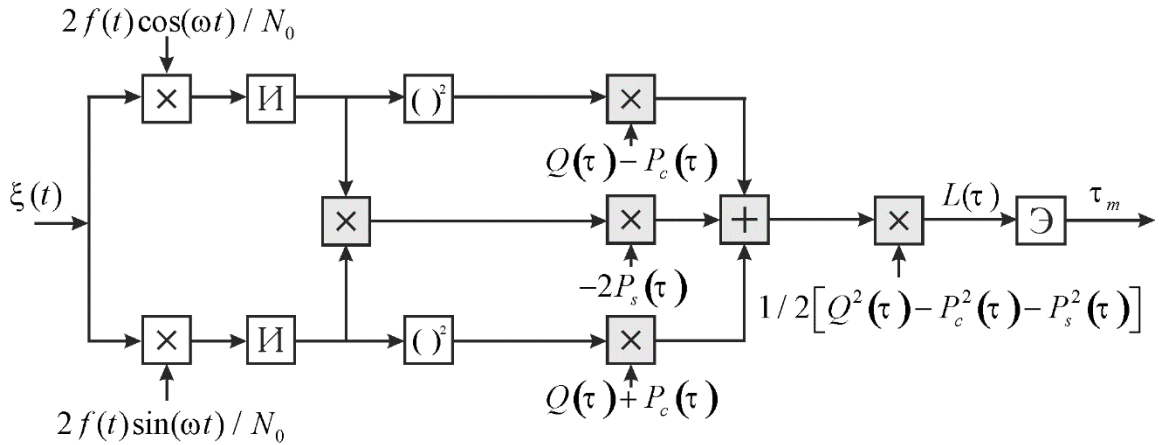 2 f(t)cos(ωt) / N₀
× И ( )² ×
Q(τ) − P_c(τ)
ξ(t)
× × + × L(τ) Э τ_m
−2P_s(τ)
1/2[Q²(τ) − P_c²(τ) − P_s²(τ)]
× И ( )² ×
Q(τ) + P_c(τ)
2 f(t)sin(ωt) / N₀